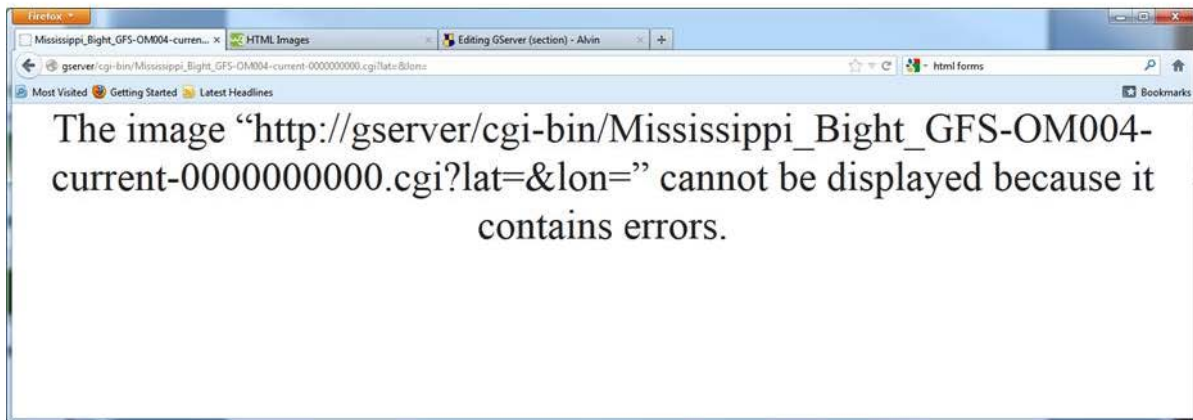 Firefox
Mississippi_Bight_GFS-OM004-curren... × HTML Images × Editing GServer (section) - Alvin × +
gserver/cgi-bin/Mississippi_Bight_GFS-OM004-current-0000000000.cgi?lat=&lon= html forms
Most Visited Getting Started Latest Headlines Bookmarks
The image “http://gserver/cgi-bin/Mississippi_Bight_GFS-OM004-
current-0000000000.cgi?lat=&lon=” cannot be displayed because it
contains errors.